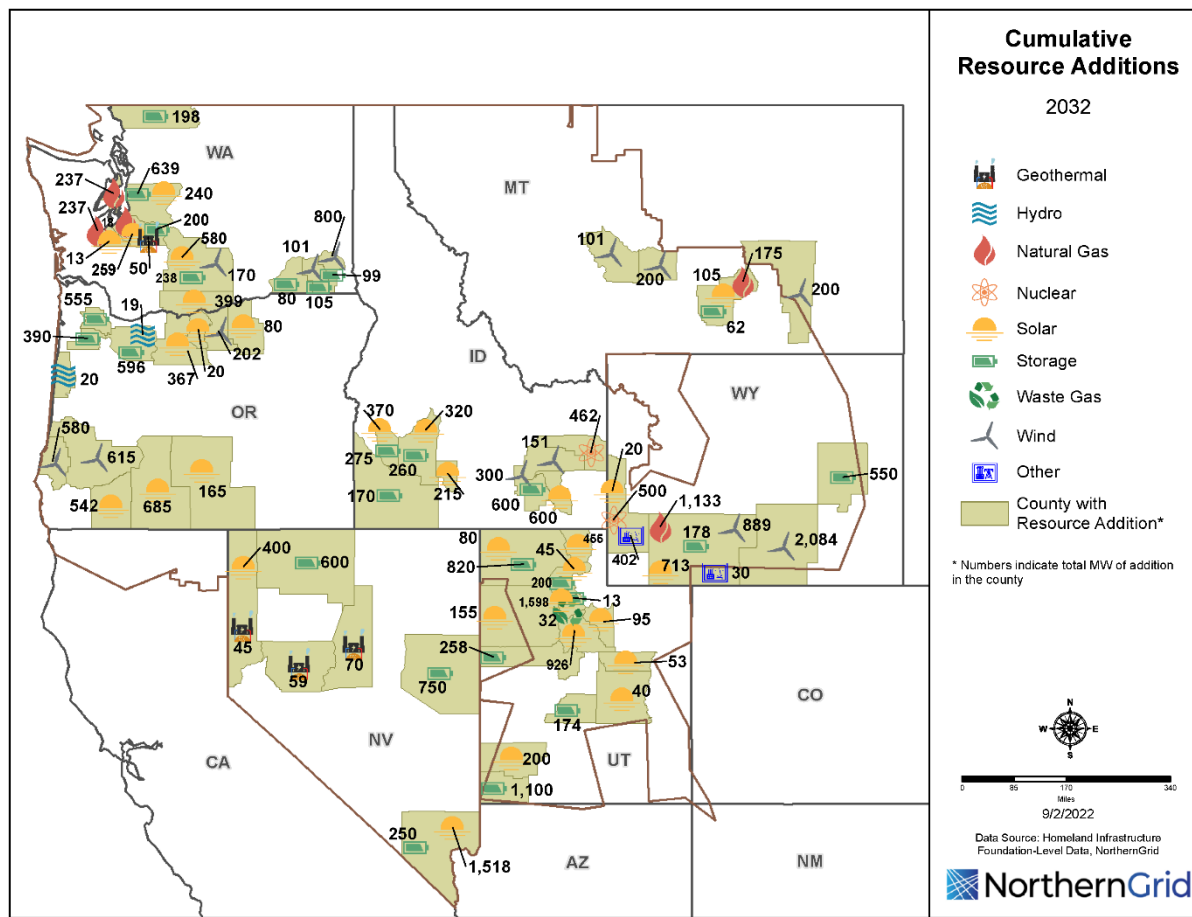 198
WA
639
237
240
237
18
200
800
13
259
50
580
101
238
170
99
80
105
399
555
19
80
390
596
202
20
367
20
OR
580
615
165
542
685
MT
101
200
105
175
200
62
ID
WY
370
320
462
275
260
151
20
300
170
215
600
600
500
1,133
550
178
889
402
2,084
713
30
400
600
80
466
820
45
200
1,598
13
155
32
95
45
59
70
258
926
53
750
40
174
CO
NV
CA
200
UT
1,100
250
1,518
AZ
NM
Cumulative
Resource Additions
2032
Geothermal
Hydro
Natural Gas
Nuclear
Solar
Storage
Waste Gas
Wind
Other
County with
Resource Addition*
* Numbers indicate total MW of addition
in the county
N
W E
S
0 85 170 340
Miles
9/2/2022
Data Source: Homeland Infrastructure
Foundation-Level Data, NorthernGrid
NorthernGrid